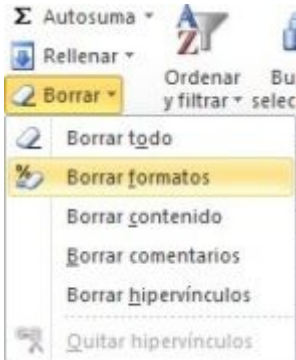 Σ Autosuma
Rellenar
Borrar
Ordenar
y filtrar
Borrar todo
Borrar formatos
Borrar contenido
Borrar comentarios
Borrar hipervínculos
Quitar hipervínculos